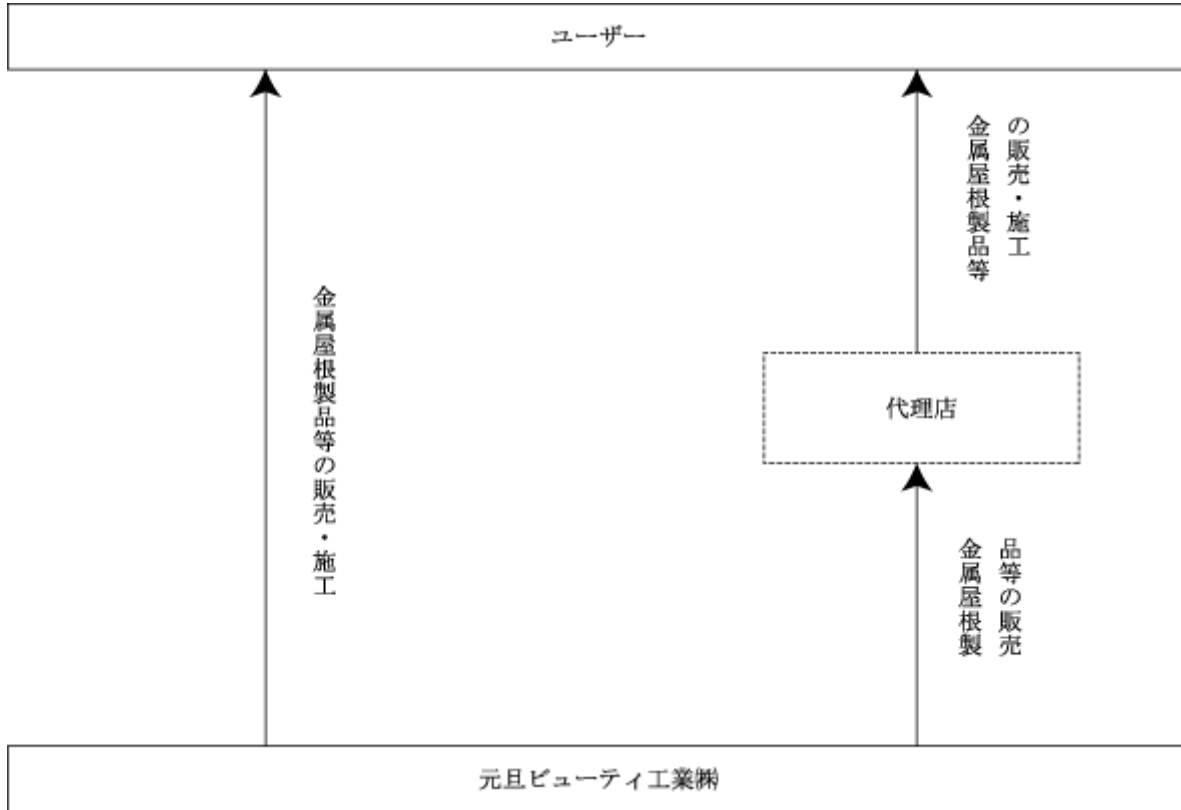 ユーザー
金属屋根製品等の販売・施工
金属屋根製品等
の販売・施工
代理店
金属屋根製
品等の販売
元旦ビューティ工業㈱